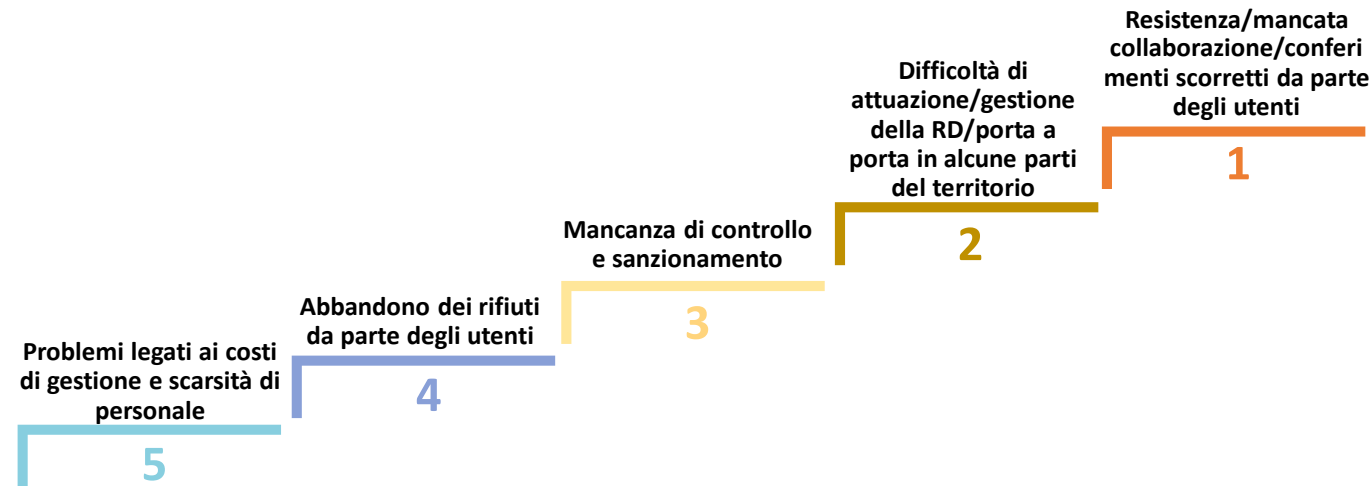 Resistenza/mancata
collaborazione/conferi
menti scorretti da parte
degli utenti
1
Difficoltà di
attuazione/gestione
della RD/porta a
porta in alcune parti
del territorio
2
Mancanza di controllo
e sanzionamento
3
Abbandono dei rifiuti
da parte degli utenti
4
Problemi legati ai costi
di gestione e scarsità di
personale
5